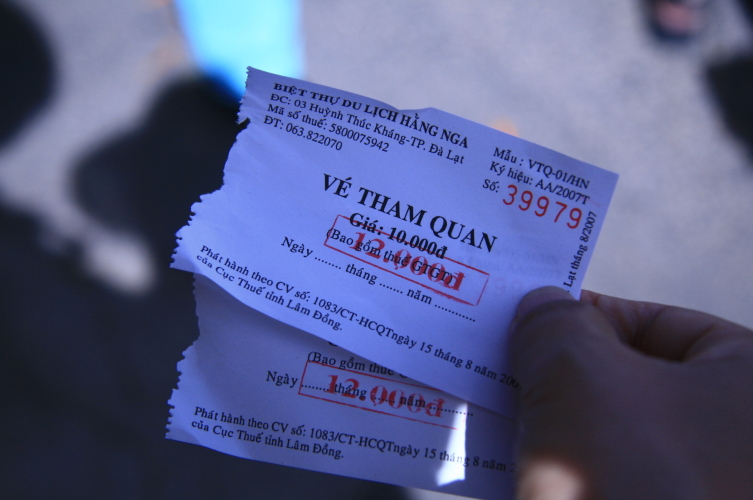 BIỆT THỰ DU LỊCH HẰNG NGA
ĐC: 03 Huỳnh Thúc Kháng-TP. Đà Lạt
Mã số thuế: 5800075942
ĐT: 063.822070
Mẫu : VTQ-01/HN
Ký hiệu: AA/2007T
Số: 39979
VÉ THAM QUAN
Giá: 10.000đ
(Bao gồm thuế GTGT)
12.000đ
Ngày ........ tháng ....... năm ............
Phát hành theo CV số: 1083/CT-HCQTngày 15 tháng 8 năm
của Cục Thuế tỉnh Lâm Đồng.
Lạt tháng 8/2007
(Bao gồm thuế
12.000đ
Ngày ........ tháng ....... năm ............
Phát hành theo CV số: 1083/CT-HCQTngày 15 tháng 8 năm
của Cục Thuế tỉnh Lâm Đồng.